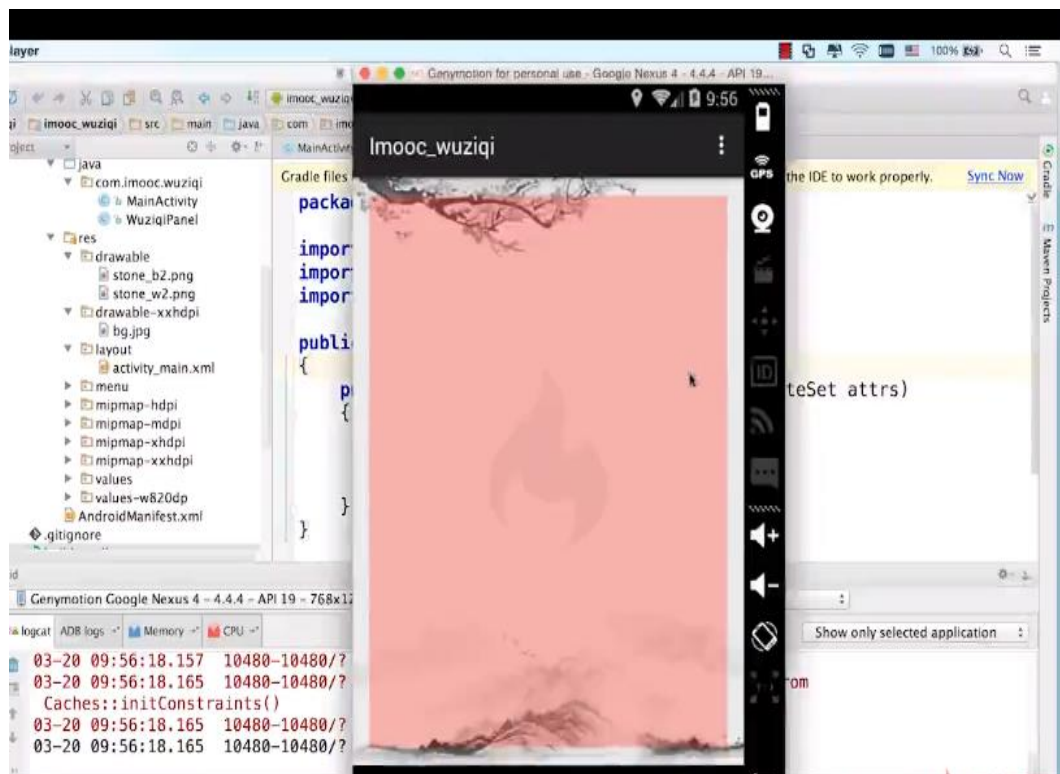 layer
100%
Genymotion for personal use - Google Nexus 4 - 4.4.4 - API 19...
imooc_wuziqi
imooc_wuziqi src main java com
MainActivity
9:56
Imooc_wuziqi
GPS
ID
Gradle
Maven Projects
java
com.imooc.wuziqi
MainActivity
WuziqiPanel
res
drawable
stone_b2.png
stone_w2.png
drawable-xxhdpi
bg.jpg
layout
activity_main.xml
menu
mipmap-hdpi
mipmap-mdpi
mipmap-xhdpi
mipmap-xxhdpi
values
values-w820dp
AndroidManifest.xml
.gitignore
Gradle files
the IDE to work properly. Sync Now
packa
impor
impor
impor
publi
{
p
teSet attrs)
{
}
}
Genymotion Google Nexus 4 - 4.4.4 - API 19 - 768x12
logcat ADB logs Memory CPU
Show only selected application
03-20 09:56:18.157 10480-10480/?
03-20 09:56:18.165 10480-10480/?
rom
Caches::initConstraints()
03-20 09:56:18.165 10480-10480/?
03-20 09:56:18.165 10480-10480/?